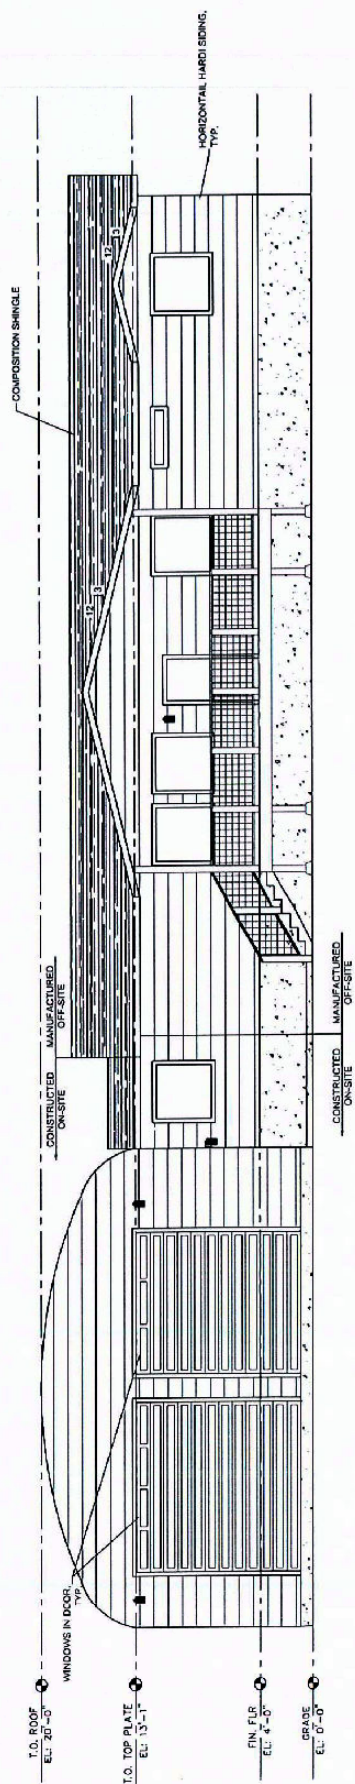 T.O. ROOF
EL: 20'-0"
T.O. TOP PLATE
EL: 13'-1"
FIN. FLR
EL: 4'-0"
GRADE
EL: 0'-0"
WINDOWS IN DOOR,
TYP.
CONSTRUCTED
ON-SITE
MANUFACTURED
OFF-SITE
CONSTRUCTED
ON-SITE
MANUFACTURED
OFF-SITE
12
3
12
3
COMPOSITION SHINGLE
HORIZONTAIL HARDI SIDING,
TYP.